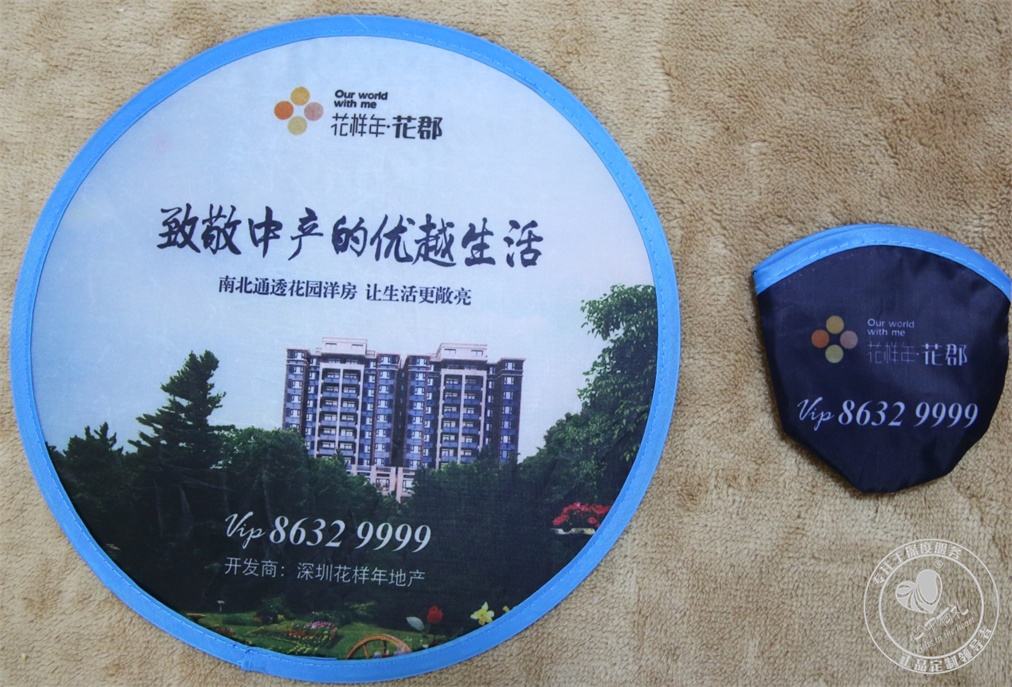 Our world
with me
花样年·花郡
致敬中产的优越生活
南北通透花园洋房 让生活更敞亮
Vip 8632 9999
开发商：深圳花样年地产
Our world
with me
花样年·花郡
Vip 8632 9999